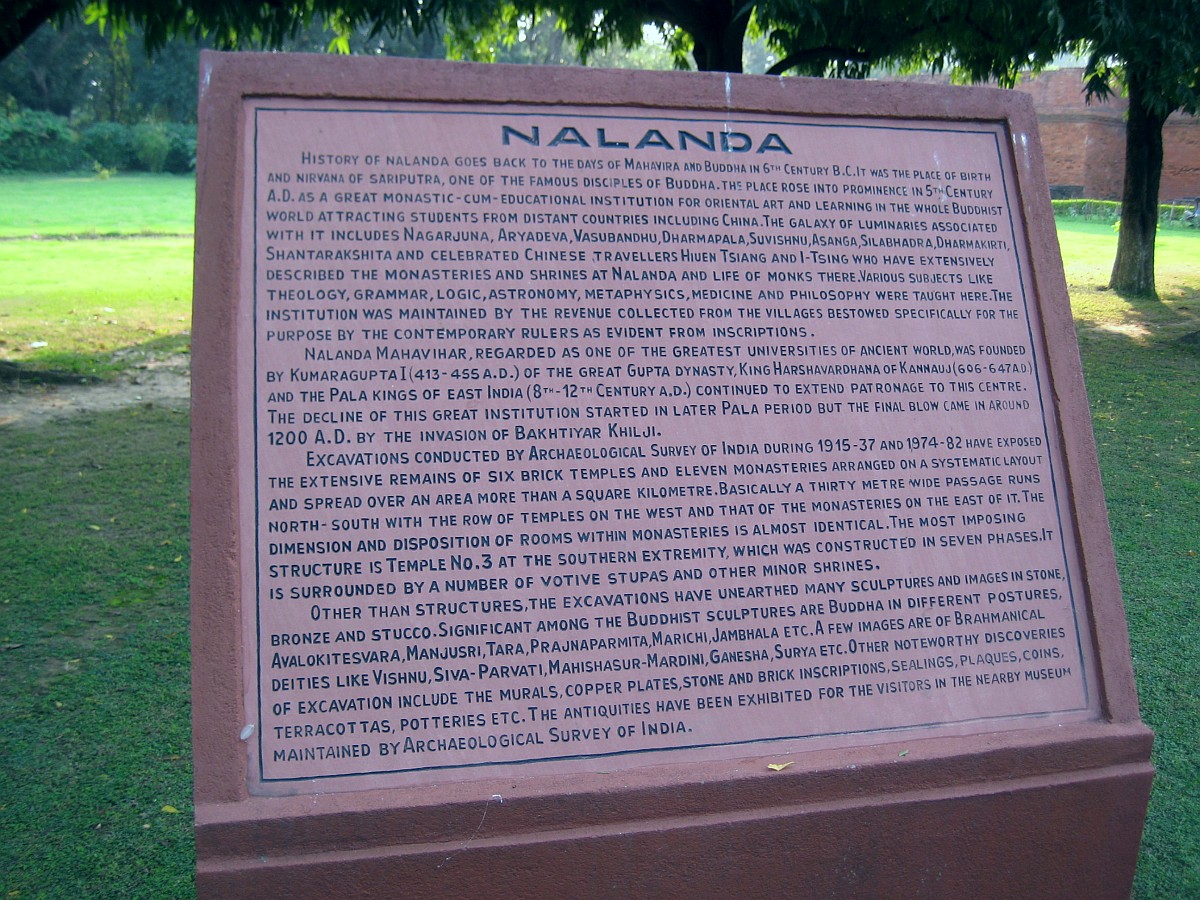 NALANDA
HISTORY OF NALANDA GOES BACK TO THE DAYS OF MAHAVIRA AND BUDDHA IN 6TH CENTURY B.C.IT WAS THE PLACE OF BIRTH
AND NIRVANA OF SARIPUTRA, ONE OF THE FAMOUS DISCIPLES OF BUDDHA. THE PLACE ROSE INTO PROMINENCE IN 5TH CENTURY
A.D. AS A GREAT MONASTIC-CUM-EDUCATIONAL INSTITUTION FOR ORIENTAL ART AND LEARNING IN THE WHOLE BUDDHIST
WORLD ATTRACTING STUDENTS FROM DISTANT COUNTRIES INCLUDING CHINA.THE GALAXY OF LUMINARIES ASSOCIATED
WITH IT INCLUDES NAGARJUNA, ARYADEVA,VASUBANDHU,DHARMAPALA,SUVISHNU,ASANGA,SILABHADRA,DHARMAKIRTI,
SHANTARAKSHITA AND CELEBRATED CHINESE TRAVELLERS HIUEN TSIANG AND I-TSING WHO HAVE EXTENSIVELY
DESCRIBED THE MONASTERIES AND SHRINES AT NALANDA AND LIFE OF MONKS THERE.VARIOUS SUBJECTS LIKE
THEOLOGY, GRAMMAR, LOGIC,ASTRONOMY, METAPHYSICS, MEDICINE AND PHILOSOPHY WERE TAUGHT HERE.THE
INSTITUTION WAS MAINTAINED BY THE REVENUE COLLECTED FROM THE VILLAGES BESTOWED SPECIFICALLY FOR THE
PURPOSE BY THE CONTEMPORARY RULERS AS EVIDENT FROM INSCRIPTIONS.
NALANDA MAHAVIHAR, REGARDED AS ONE OF THE GREATEST UNIVERSITIES OF ANCIENT WORLD,WAS FOUNDED
BY KUMARAGUPTA I (413-455 A.D.) OF THE GREAT GUPTA DYNASTY, KING HARSHAVARDHANA OF KANNAUJ (606-647A.D)
AND THE PALA KINGS OF EAST INDIA (8TH-12TH CENTURY A.D.) CONTINUED TO EXTEND PATRONAGE TO THIS CENTRE.
THE DECLINE OF THIS GREAT INSTITUTION STARTED IN LATER PALA PERIOD BUT THE FINAL BLOW CAME IN AROUND
1200 A.D. BY THE INVASION OF BAKHTIYAR KHILJI.
EXCAVATIONS CONDUCTED BY ARCHAEOLOGICAL SURVEY OF INDIA DURING 1915-37 AND 1974-82 HAVE EXPOSED
THE EXTENSIVE REMAINS OF SIX BRICK TEMPLES AND ELEVEN MONASTERIES ARRANGED ON A SYSTEMATIC LAYOUT
AND SPREAD OVER AN AREA MORE THAN A SQUARE KILOMETRE.BASICALLY A THIRTY METRE WIDE PASSAGE RUNS
NORTH-SOUTH WITH THE ROW OF TEMPLES ON THE WEST AND THAT OF THE MONASTERIES ON THE EAST OF IT.THE
DIMENSION AND DISPOSITION OF ROOMS WITHIN MONASTERIES IS ALMOST IDENTICAL.THE MOST IMPOSING
STRUCTURE IS TEMPLE NO.3 AT THE SOUTHERN EXTREMITY, WHICH WAS CONSTRUCTED IN SEVEN PHASES.IT
IS SURROUNDED BY A NUMBER OF VOTIVE STUPAS AND OTHER MINOR SHRINES.
OTHER THAN STRUCTURES,THE EXCAVATIONS HAVE UNEARTHED MANY SCULPTURES AND IMAGES IN STONE,
BRONZE AND STUCCO.SIGNIFICANT AMONG THE BUDDHIST SCULPTURES ARE BUDDHA IN DIFFERENT POSTURES,
AVALOKITESVARA,MANJUSRI,TARA,PRAJNAPARMITA,MARICHI,JAMBHALA ETC. A FEW IMAGES ARE OF BRAHMANICAL
DEITIES LIKE VISHNU,SIVA-PARVATI,MAHISHASUR-MARDINI,GANESHA,SURYA ETC.OTHER NOTEWORTHY DISCOVERIES
OF EXCAVATION INCLUDE THE MURALS, COPPER PLATES,STONE AND BRICK INSCRIPTIONS,SEALINGS, PLAQUES,COINS,
TERRACOTTAS, POTTERIES ETC.THE ANTIQUITIES HAVE BEEN EXHIBITED FOR THE VISITORS IN THE NEARBY MUSEUM
MAINTAINED BY ARCHAEOLOGICAL SURVEY OF INDIA.